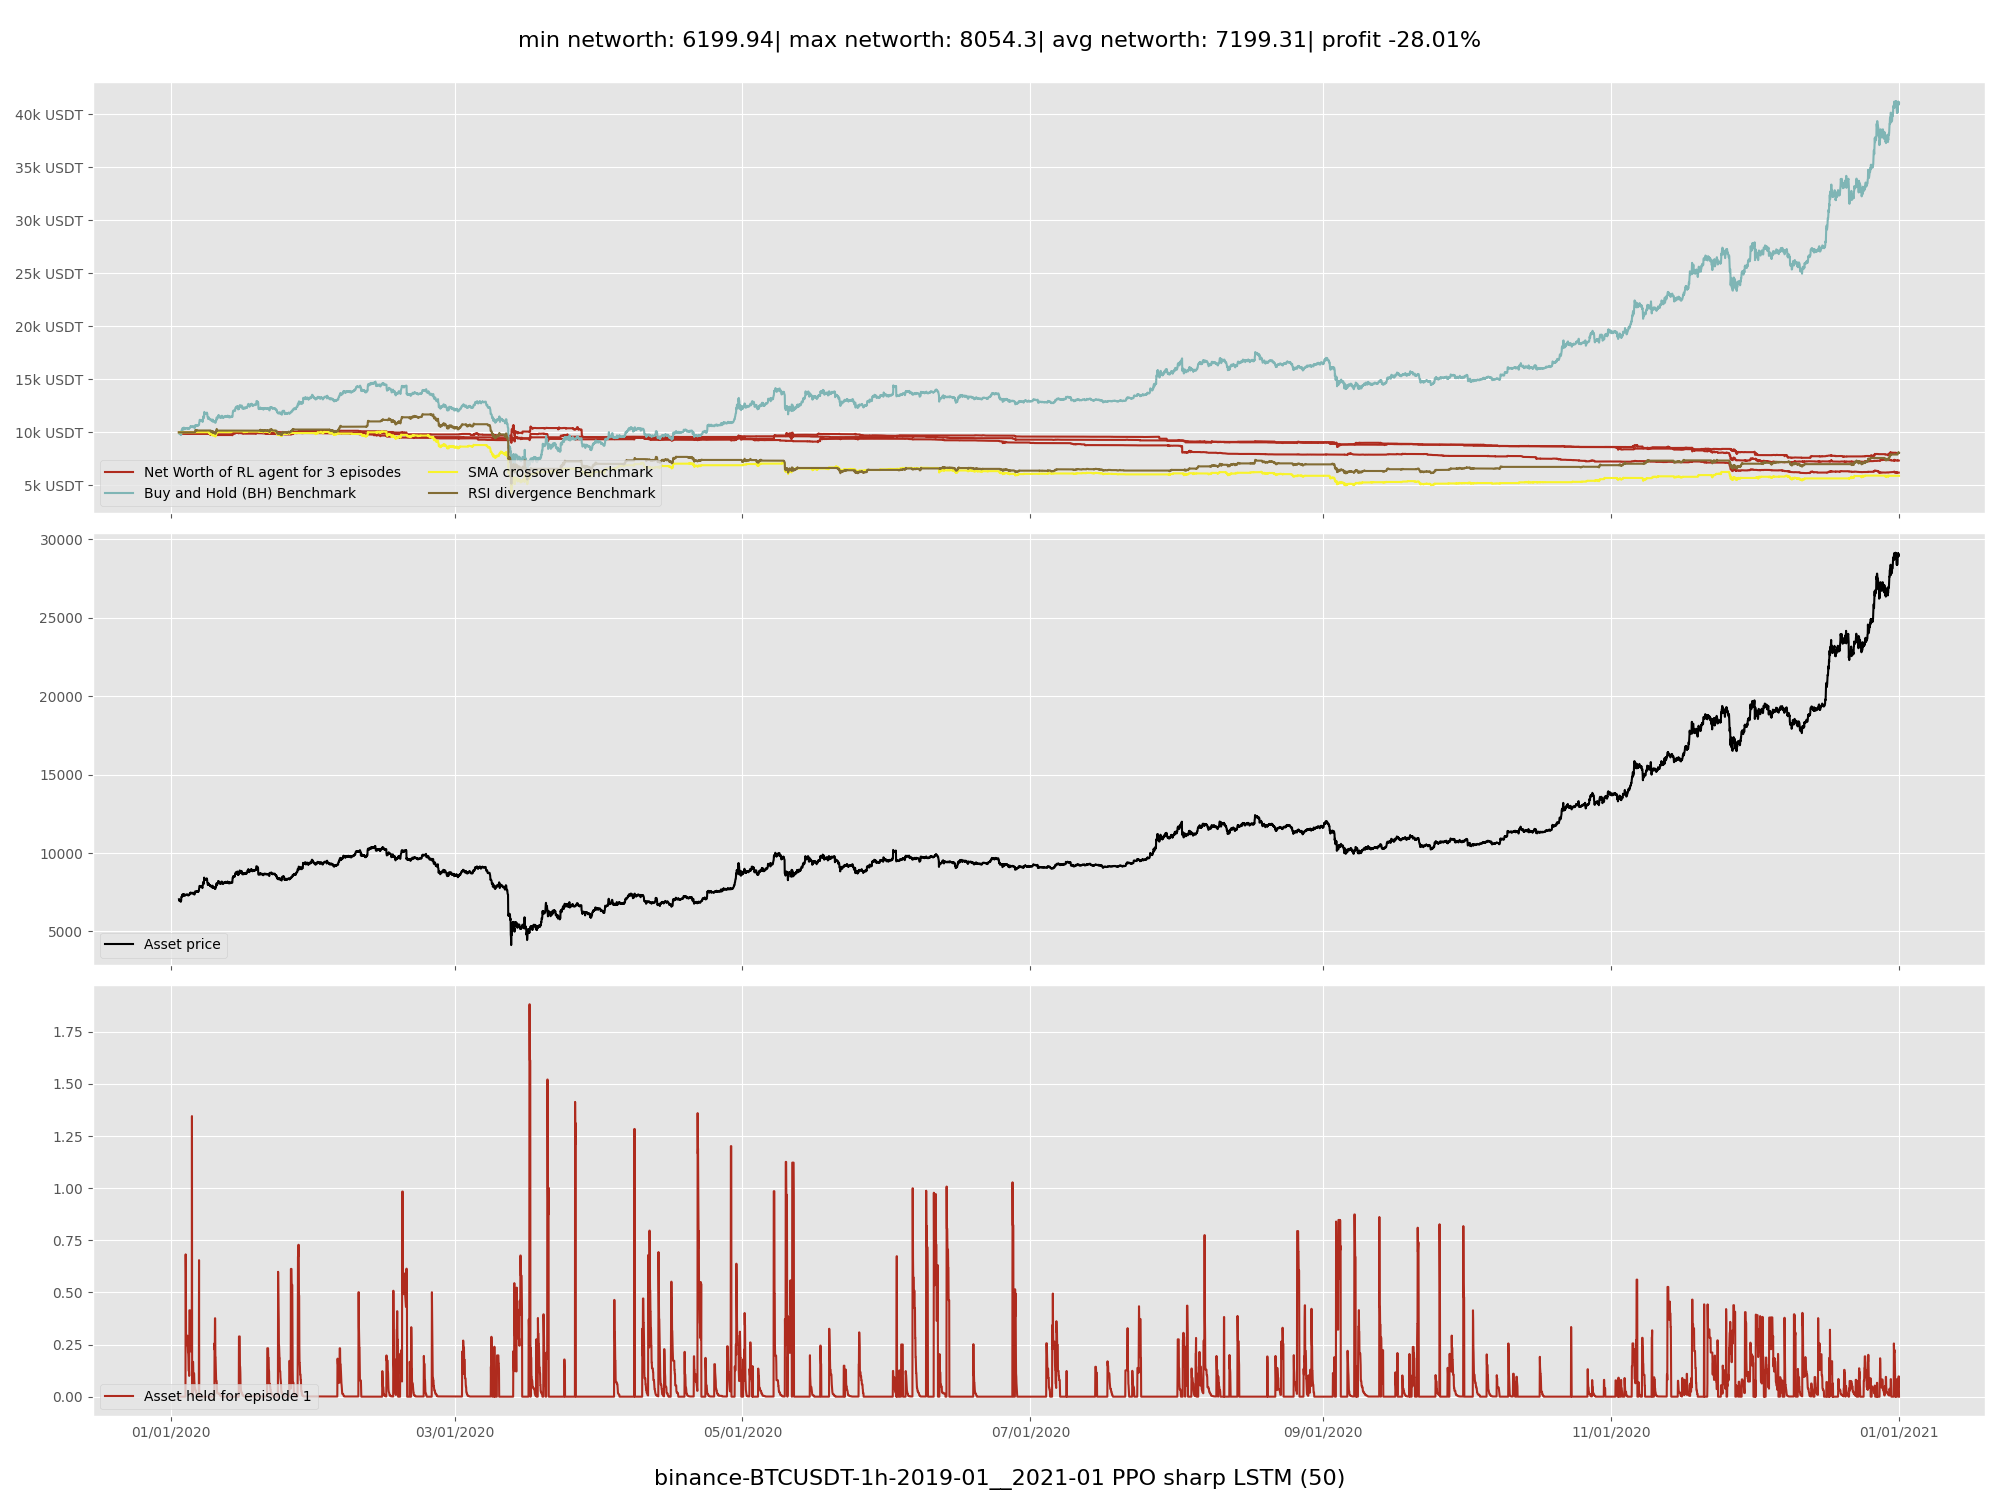 min networth: 6199.94| max networth: 8054.3| avg networth: 7199.31| profit -28.01%
40k USDT
35k USDT
30k USDT
25k USDT
20k USDT
15k USDT
10k USDT
5k USDT
Net Worth of RL agent for 3 episodes
Buy and Hold (BH) Benchmark
SMA crossover Benchmark
RSI divergence Benchmark
30000
25000
20000
15000
10000
5000
Asset price
1.75
1.50
1.25
1.00
0.75
0.50
0.25
0.00
Asset held for episode 1
01/01/2020
03/01/2020
05/01/2020
07/01/2020
09/01/2020
11/01/2020
01/01/2021
binance-BTCUSDT-1h-2019-01__2021-01 PPO sharp LSTM (50)